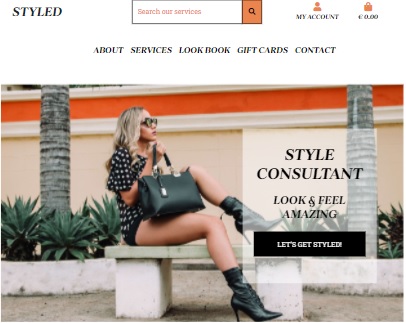 STYLED
Search our services
MY ACCOUNT
€ 0.00
ABOUT SERVICES LOOK BOOK GIFT CARDS CONTACT
STYLE
CONSULTANT
LOOK & FEEL
AMAZING
LET'S GET STYLED!